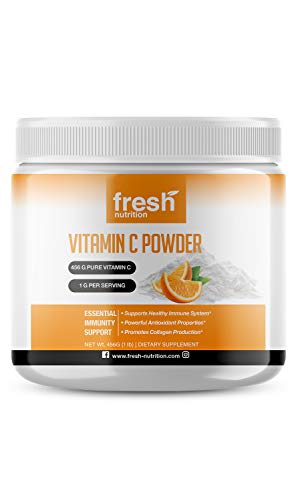 fresh
nutrition
VITAMIN C POWDER
456 G PURE VITAMIN C
1 G PER SERVING
ESSENTIAL
IMMUNITY
SUPPORT
• Supports Healthy Immune System*
• Powerful Antioxidant Properties*
• Promotes Collagen Production*
www.fresh-nutrition.com
NET WT. 456G (1 lb) | DIETARY SUPPLEMENT